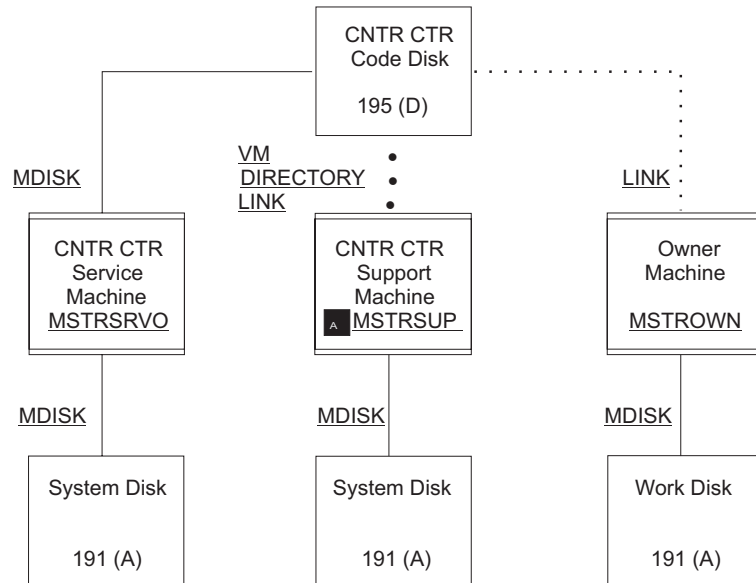 CNTR CTR
Code Disk
195 (D)
MDISK
VM
DIRECTORY
LINK
LINK
CNTR CTR
Service
Machine
MSTRSRVO
CNTR CTR
Support
Machine
A MSTRSUP
Owner
Machine
MSTROWN
MDISK
MDISK
MDISK
System Disk
191 (A)
System Disk
191 (A)
Work Disk
191 (A)